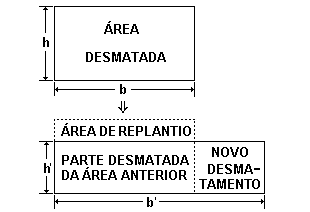 ÁREA
DESMATADA
h
b
⇓
ÁREA DE REPLANTIO
PARTE DESMATADA
DA ÁREA ANTERIOR
NOVO
DESMA-
TAMENTO
h'
b'